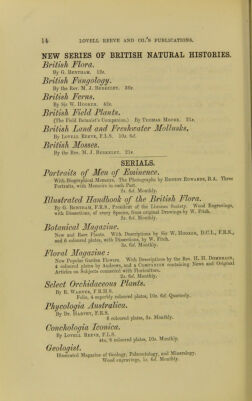 14 LOVELL REEVE AND CO.'S PUBLICATIONS.
NEW SERIES OF BRITISH NATURAL HISTORIES.
British Flora.
By G. BENTHAM. 12s.
British Fungology.
By the Rev. M. J. BERKELEY. 30s.
British Ferns.
By Sir W. HOOKER. 42s.
British Field Plants.
(The Field Botanist's Companion.) By THOMAS MOORE. 21s.
British Land and Freshwater Mollusks.
By LOVELL REEVE, F.L.S. 10s. 6d.
British Mosses.
By the Rev. M. J. BERKELEY. 21s.
SERIALS.
Portraits of Men of Eminence.
With Biographical Memoirs. The Photographs by ERNEST EDWARDS, B.A. Three
Portraits, with Memoirs in each Part.
2s. 6d. Monthly.
Illustrated Handbook of the British Flora.
By G. BENTHAM, F.R.S., President of the Linnean Society. Wood Engravings,
with Dissections, of every Species, from original Drawings by W. Fitch.
2s. 6d. Monthly.
Botanical Magazine.
New and Rare Plants. With Descriptions by Sir W. HOOKER, D.C.L., F.R.S.,
and 6 coloured plates, with Dissections, by W. Fitch.
3s. 6d. Monthly.
Floral Magazine:
New Popular Garden Flowers. With Descriptions by the Rev. H. H. DOMBRAIN,
4 coloured plates by Andrews, and a COMPANION containing News and Original
Articles on Subjects connected with Floriculture.
2s. 6d. Monthly.
Select Orchidaceous Plants.
By R. WARNER, F.R.H.S.
Folio, 4 superbly coloured plates, 10s. 6d. Quarterly.
Phycologia Australica.
By Dr. HARVEY, F.R.S.
6 coloured plates, 3s. Monthly.
Conchologia Iconica.
By LOVELL REEVE, F.L.S.
4to, 8 coloured plates, 10s. Monthly.
Geologist.
Illustrated Magazine of Geology, Palæontology, and Mineralogy.
Wood engravings, 1s. 6d. Monthly.